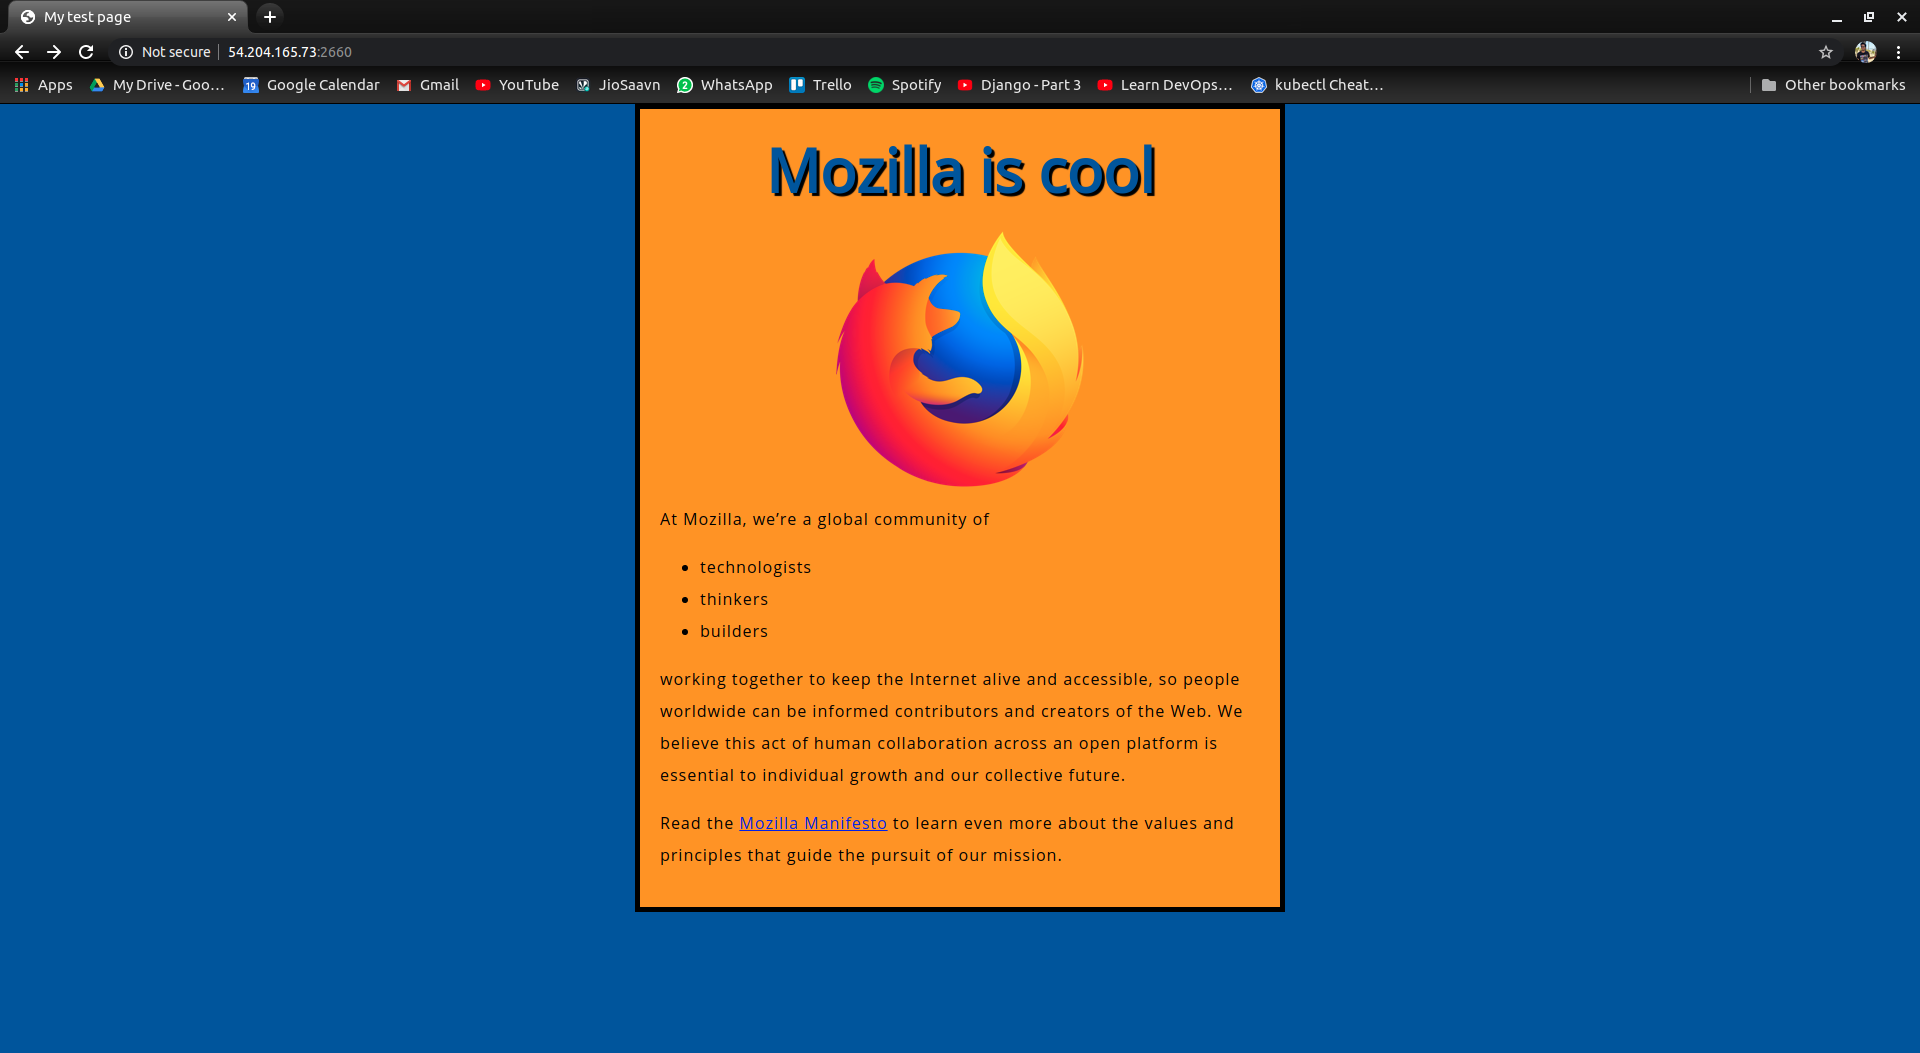 My test page
Not secure 54.204.165.73:2660
Apps My Drive - Goo... Google Calendar Gmail YouTube JioSaavn WhatsApp Trello Spotify Django - Part 3 Learn DevOps... kubectl Cheat... Other bookmarks
Mozilla is cool
At Mozilla, we’re a global community of
• technologists
• thinkers
• builders
working together to keep the Internet alive and accessible, so people
worldwide can be informed contributors and creators of the Web. We
believe this act of human collaboration across an open platform is
essential to individual growth and our collective future.
Read the Mozilla Manifesto to learn even more about the values and
principles that guide the pursuit of our mission.